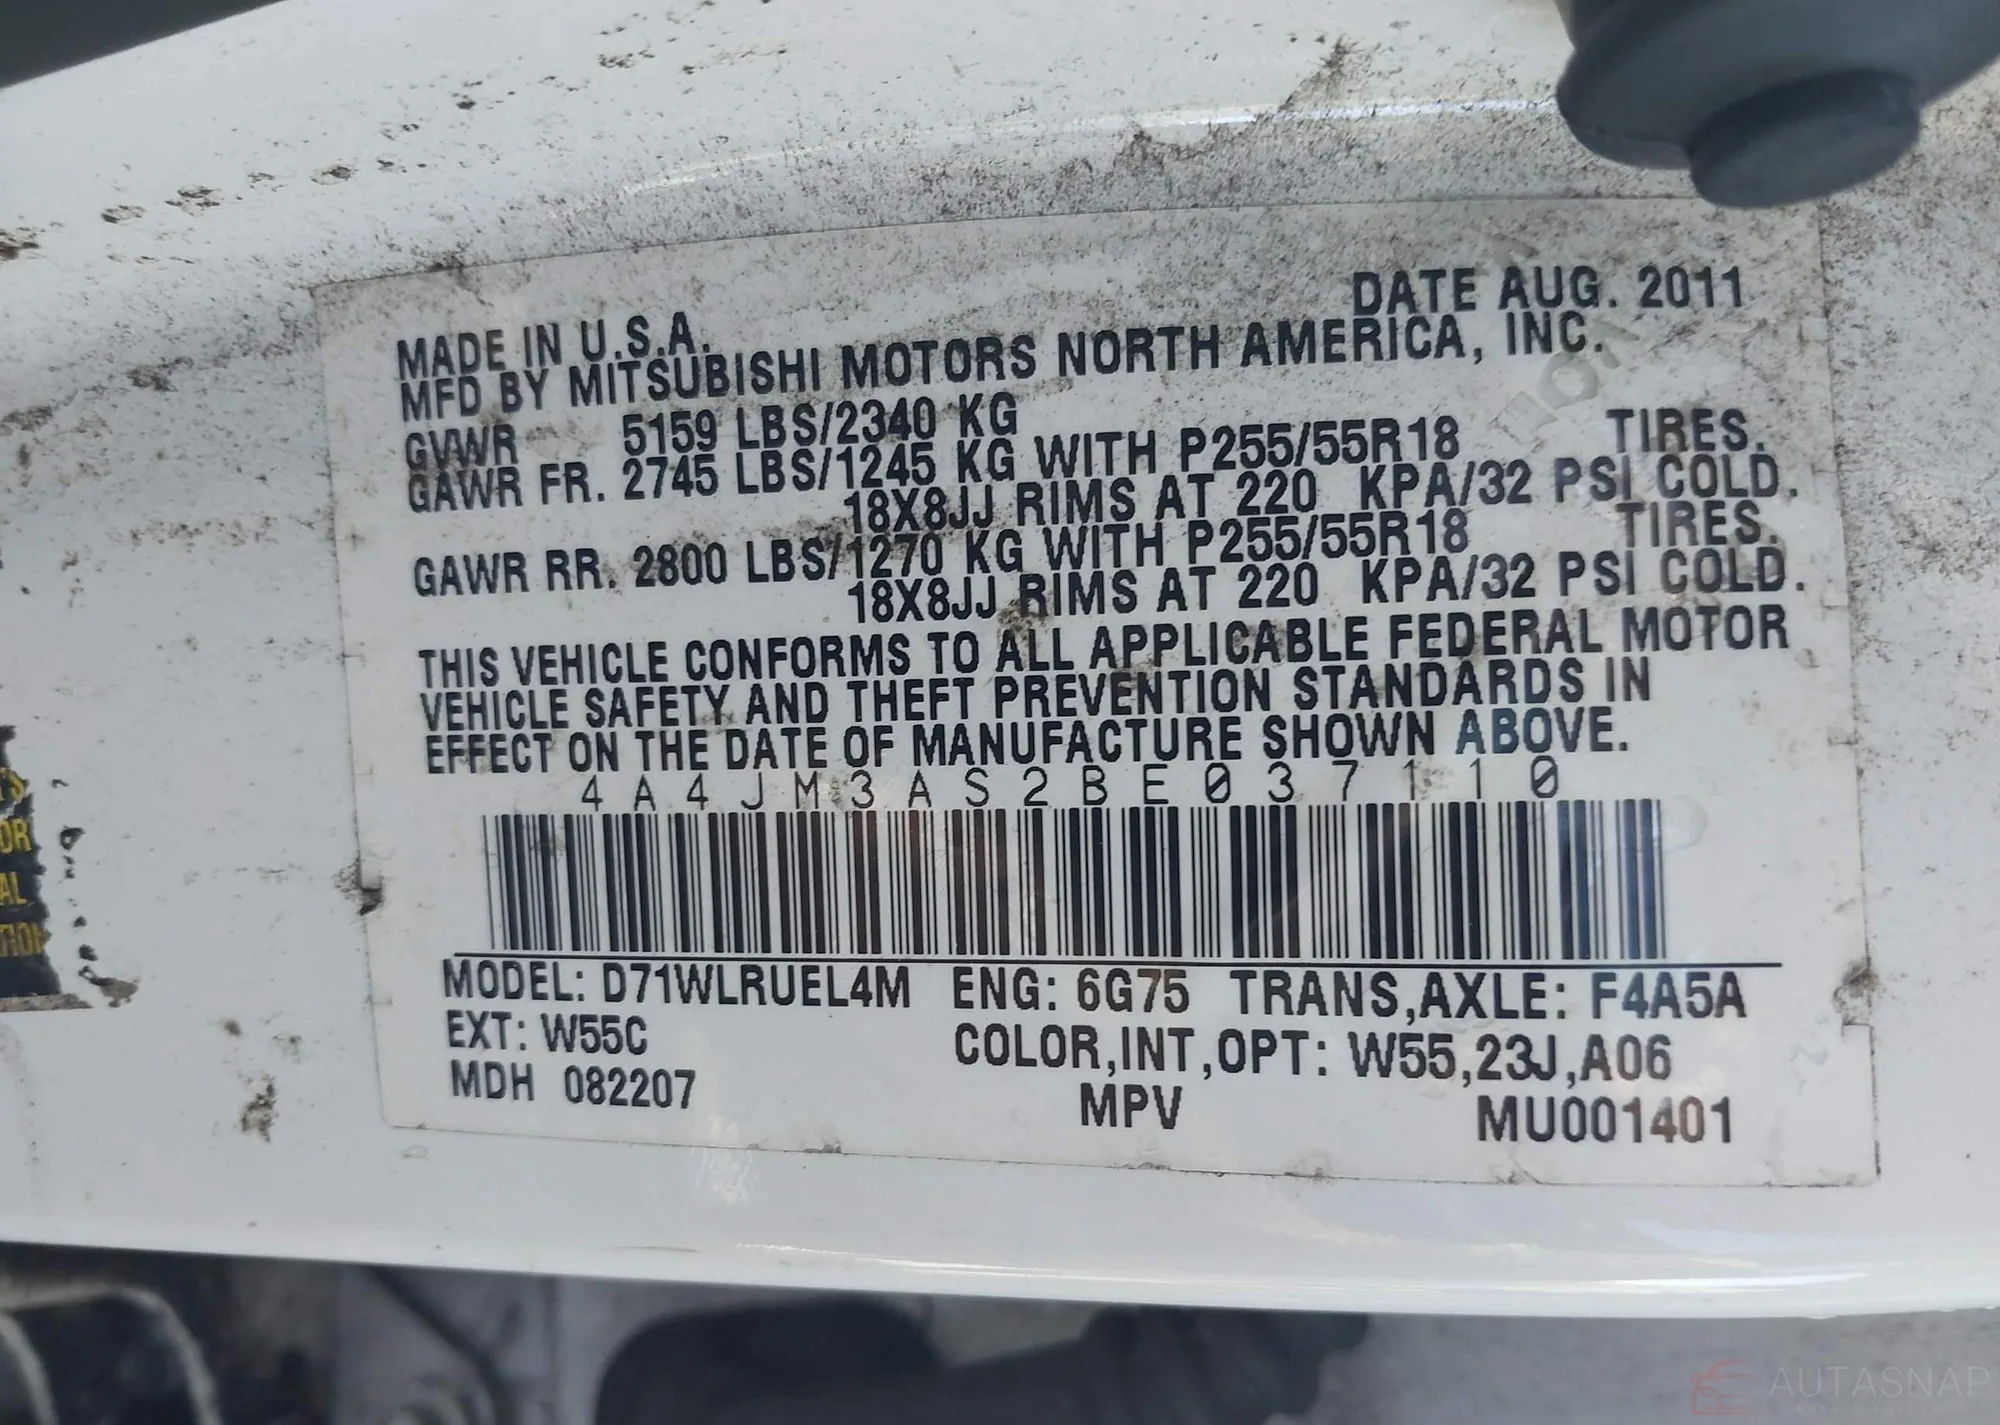 DATE AUG. 2011
MADE IN U.S.A.
MFD BY MITSUBISHI MOTORS NORTH AMERICA, INC.
GVWR 5159 LBS/2340 KG
GAWR FR. 2745 LBS/1245 KG WITH P255/55R18 TIRES.
18X8JJ RIMS AT 220 KPA/32 PSI COLD.
GAWR RR. 2800 LBS/1270 KG WITH P255/55R18 TIRES.
18X8JJ RIMS AT 220 KPA/32 PSI COLD.
THIS VEHICLE CONFORMS TO ALL APPLICABLE FEDERAL MOTOR
VEHICLE SAFETY AND THEFT PREVENTION STANDARDS IN
EFFECT ON THE DATE OF MANUFACTURE SHOWN ABOVE.
4A4JM3AS2BE037110
MODEL: D71WLRUEL4M ENG: 6G75 TRANS,AXLE: F4A5A
EXT: W55C COLOR,INT,OPT: W55,23J,A06
MDH 082207 MPV MU001401
OR
AL
AUTASNAP